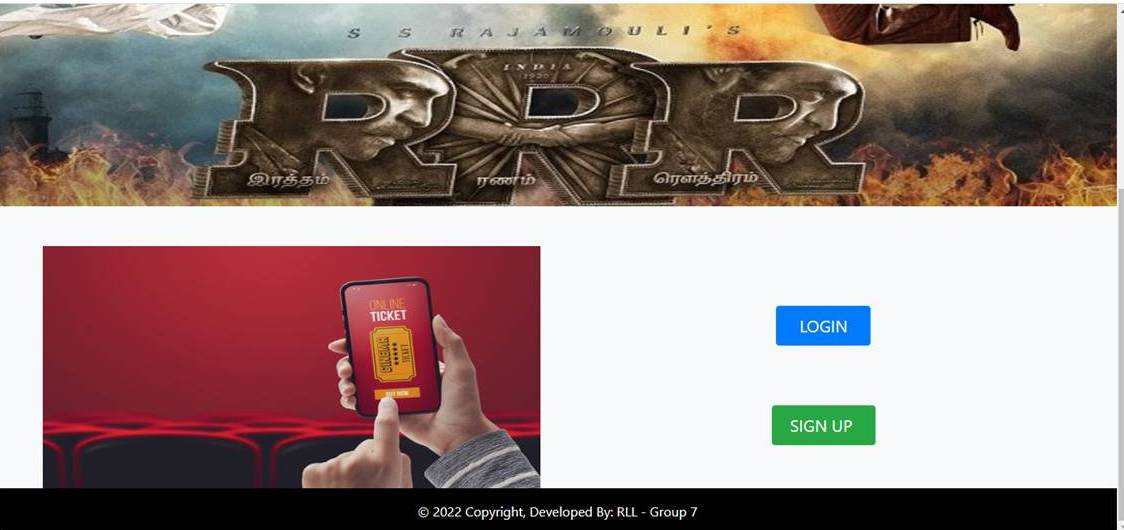 S S RAJAMOULI'S
RRR
INDIA
1920
இரத்தம் ரணம் ரௌத்திரம்
ONLINE
TICKET
CINEMA
TICKET
BUY NOW
LOGIN
SIGN UP
© 2022 Copyright, Developed By: RLL - Group 7